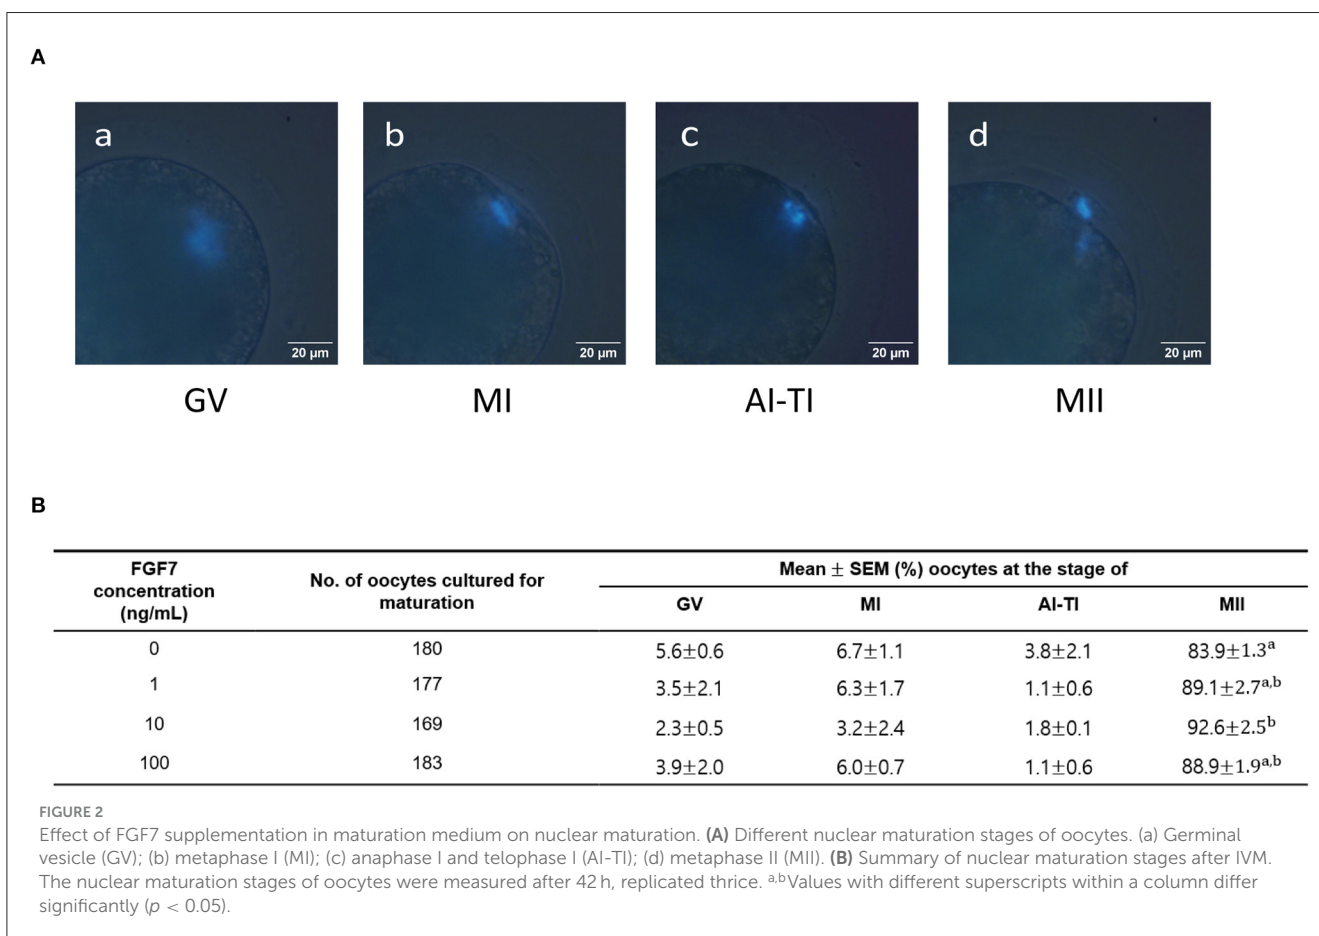 A
a
b
c
d
20 μm
20 μm
20 μm
20 μm
GV
MI
AI-TI
MII
B
FGF7 concentration (ng/mL)
No. of oocytes cultured for maturation
Mean ± SEM (%) oocytes at the stage of
GV MI AI-TI MII
0 180 5.6±0.6 6.7±1.1 3.8±2.1 83.9±1.3a
1 177 3.5±2.1 6.3±1.7 1.1±0.6 89.1±2.7a,b
10 169 2.3±0.5 3.2±2.4 1.8±0.1 92.6±2.5b
100 183 3.9±2.0 6.0±0.7 1.1±0.6 88.9±1.9a,b
FIGURE 2
Effect of FGF7 supplementation in maturation medium on nuclear maturation. (A) Different nuclear maturation stages of oocytes. (a) Germinal
vesicle (GV); (b) metaphase I (MI); (c) anaphase I and telophase I (AI-TI); (d) metaphase II (MII). (B) Summary of nuclear maturation stages after IVM.
The nuclear maturation stages of oocytes were measured after 42 h, replicated thrice. a,bValues with different superscripts within a column differ
significantly (p < 0.05).